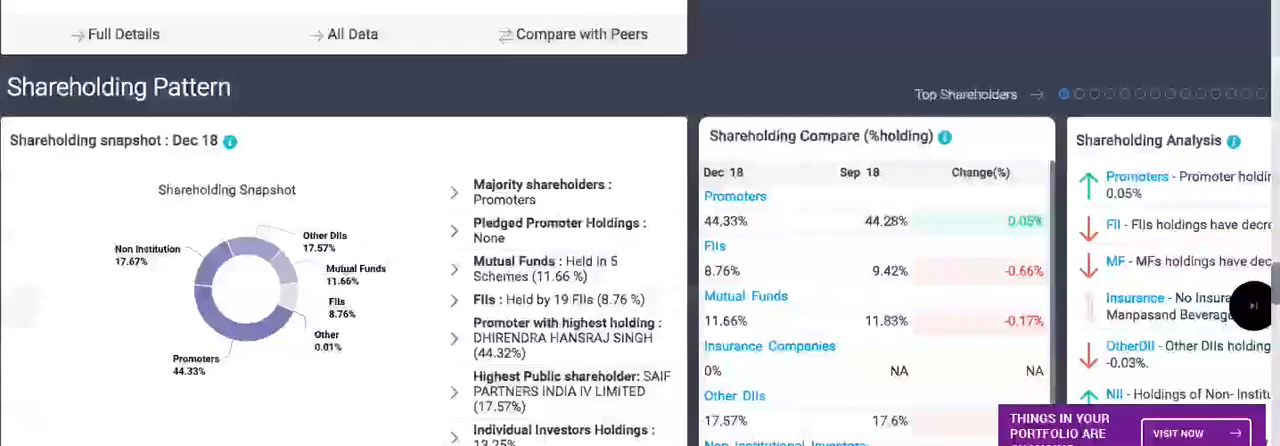 Full Details
All Data
Compare with Peers
Shareholding Pattern
Top Shareholders
Shareholding snapshot : Dec 18
Shareholding Snapshot
Non Institution
17.67%
Other DIIs
17.57%
Mutual Funds
11.66%
FIIs
8.76%
Other
0.01%
Promoters
44.33%
Majority shareholders :
Promoters
Pledged Promoter Holdings :
None
Mutual Funds : Held in 5
Schemes (11.66 %)
FIIs : Held by 19 FIIs (8.76 %)
Promoter with highest holding :
DHIRENDRA HANSRAJ SINGH
(44.32%)
Highest Public shareholder: SAIF
PARTNERS INDIA IV LIMITED
(17.57%)
Individual Investors Holdings :
13.25%
Shareholding Compare (%holding)
Dec 18 Sep 18 Change(%)
Promoters
44.33% 44.28% 0.05%
FIIs
8.76% 9.42% -0.66%
Mutual Funds
11.66% 11.83% -0.17%
Insurance Companies
0% NA NA
Other DIIs
17.57% 17.6%
Non-Institutional Investors
Shareholding Analysis
Promoters - Promoter holdin
0.05%
FII - FIIs holdings have decre
MF - MFs holdings have dec
Insurance - No Insura
Manpasand Beverage
OtherDII - Other DIIs holding
-0.03%.
NII - Holdings of Non- Institu
THINGS IN YOUR
PORTFOLIO ARE
VISIT NOW